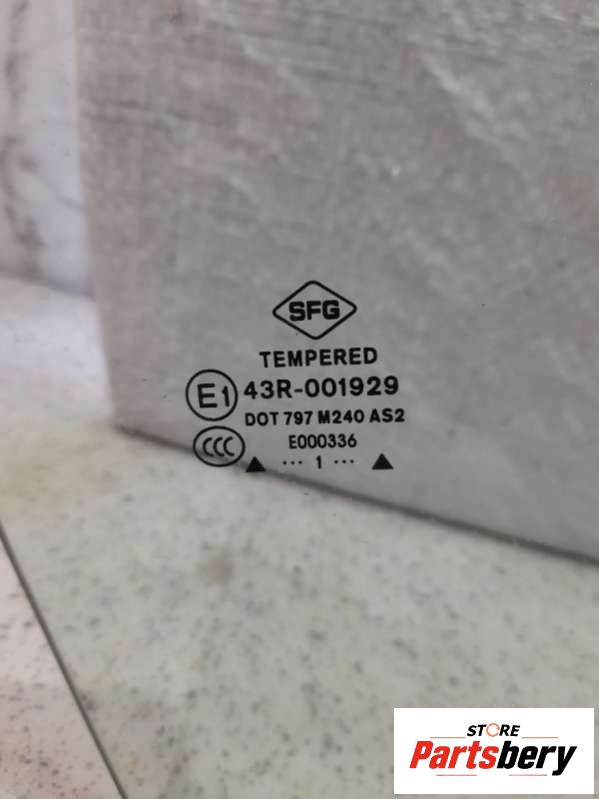 SFG
TEMPERED
E1 43R-001929
DOT 797 M240 AS2
CCC E000336
▲ ··· 1 ··· ▲
STORE
Partsbery